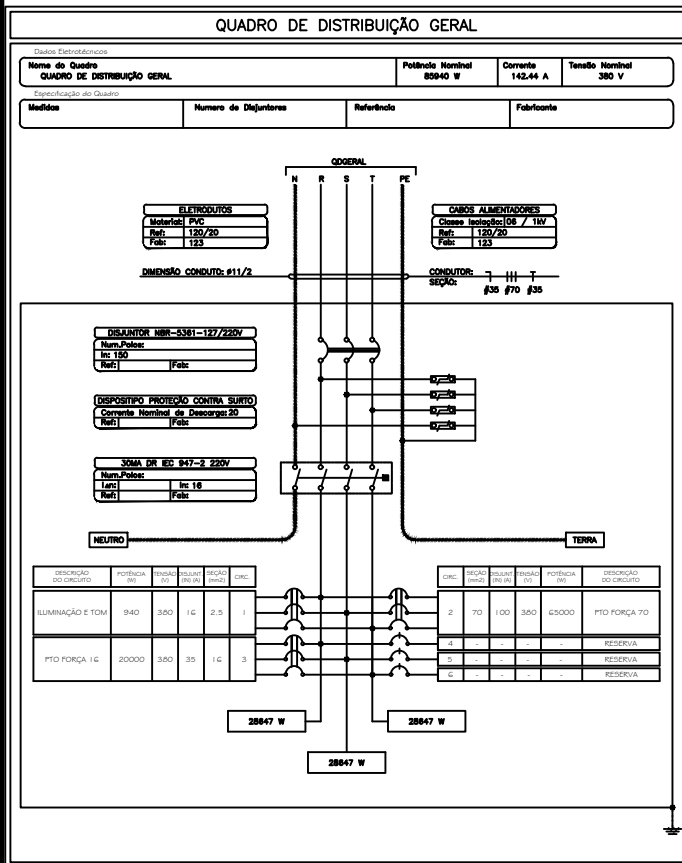 QUADRO DE DISTRIBUIÇÃO GERAL
Dados Eletrotécnicos
Nome do Quadro
QUADRO DE DISTRIBUIÇÃO GERAL
Potência Nominal
85940 W
Corrente
142.44 A
Tensão Nominal
380 V
Especificação do Quadro
Medidas
Numero de Disjuntores
Referência
Fabricante
QDGERAL
N R S T PE
ELETRODUTOS
Material: PVC
Ref: 120/20
Fab: 123
CABOS ALIMENTADORES
Classe Isolação: 06 / 1kV
Ref: 120/20
Fab: 123
DIMENSÃO CONDUTO: ø11/2
CONDUTOR:
SEÇÃO: #35 #70 #35
DISJUNTOR NBR-5361-127/220V
Num.Polos:
In: 150
Ref: Fab:
DISPOSITIPO PROTEÇÃO CONTRA SURTO
Corrente Nominal de Descarga: 20
Ref: Fab:
30MA DR IEC 947-2 220V
Num.Polos:
In: 16
Ref: Fab:
NEUTRO
TERRA
DESCRIÇÃO DO CIRCUITO POTÊNCIA (W) TENSÃO (V) DISJUNT (IN) (A) SEÇÃO (mm2) CIRC.
ILUMINAÇÃO E TOM 940 380 16 2,5 1
PTO FORÇA 16 20000 380 35 16 3
CIRC. SEÇÃO (mm2) DISJUNT (IN) (A) TENSÃO (V) POTÊNCIA (W) DESCRIÇÃO DO CIRCUITO
2 70 100 380 65000 PTO FORÇA 70
4 - - - - RESERVA
5 - - - - RESERVA
6 - - - - RESERVA
28647 W
28647 W
28647 W